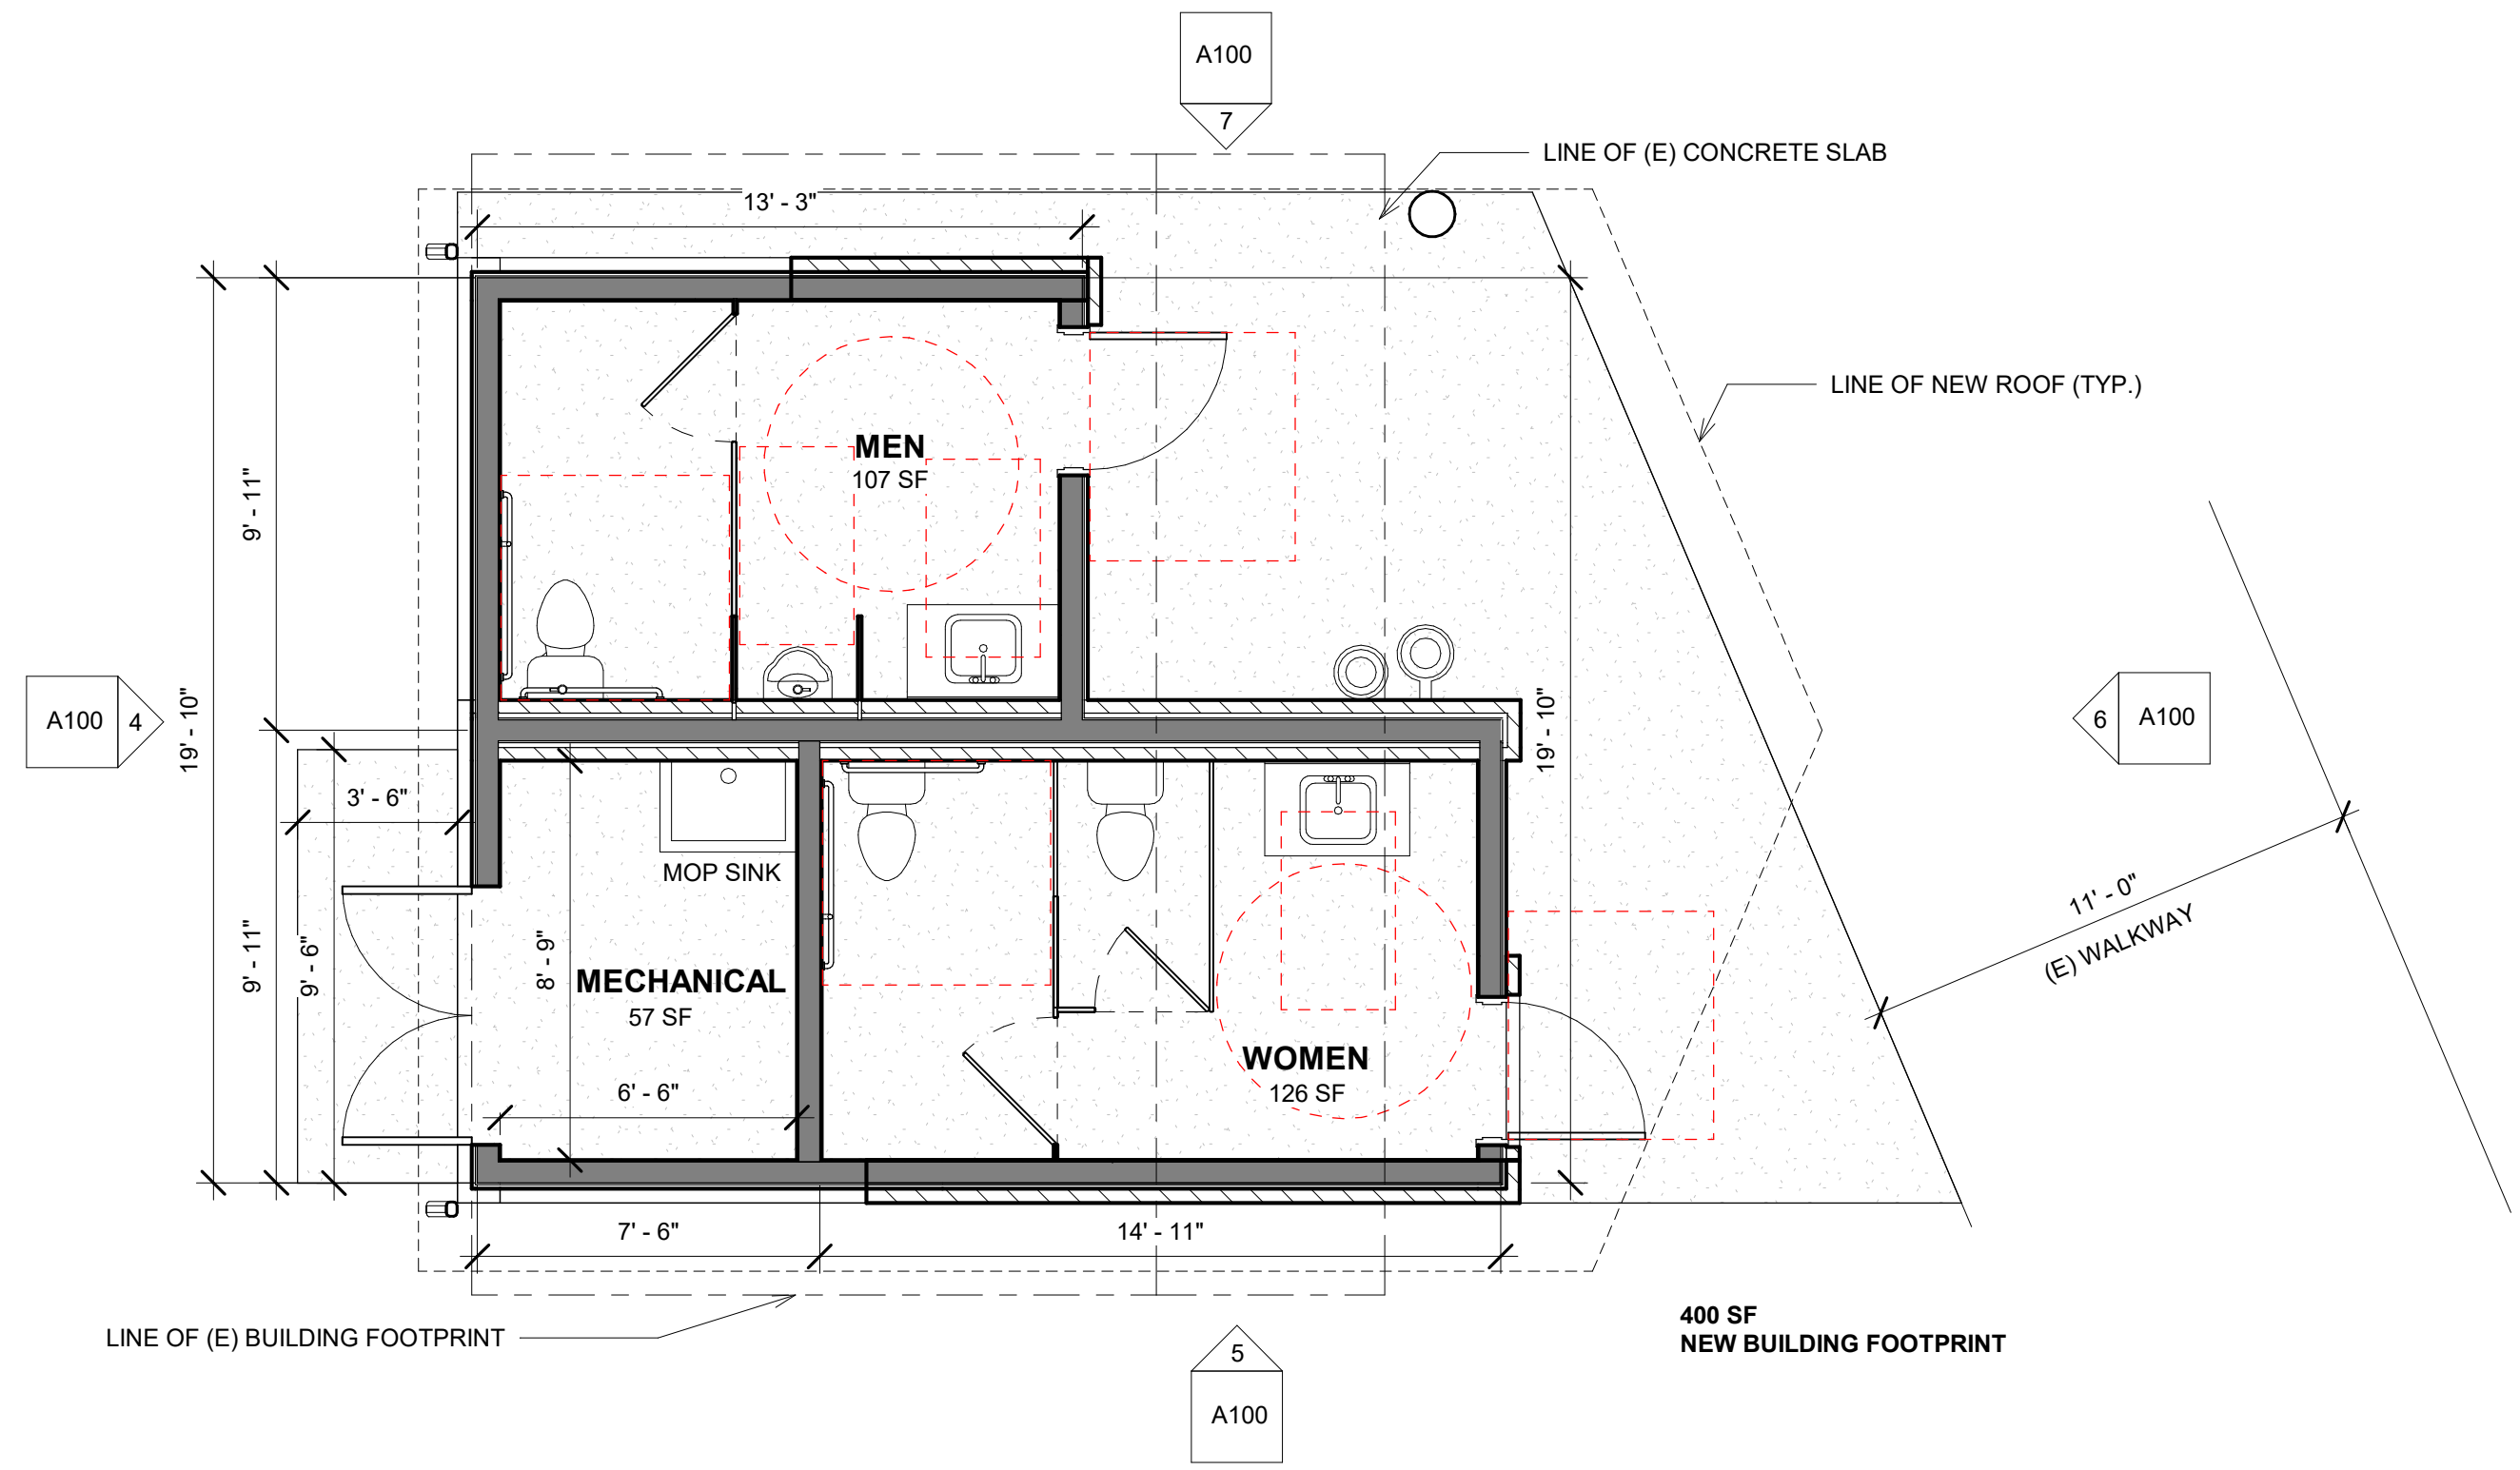 A100
7
LINE OF (E) CONCRETE SLAB
13' - 3"
LINE OF NEW ROOF (TYP.)
MEN
107 SF
9' - 11"
19' - 10"
A100 4
19' - 10"
6 A100
3' - 6"
MOP SINK
11' - 0"
(E) WALKWAY
9' - 11"
9' - 6"
8' - 9"
MECHANICAL
57 SF
WOMEN
126 SF
6' - 6"
7' - 6"
14' - 11"
LINE OF (E) BUILDING FOOTPRINT
400 SF
NEW BUILDING FOOTPRINT
5
A100